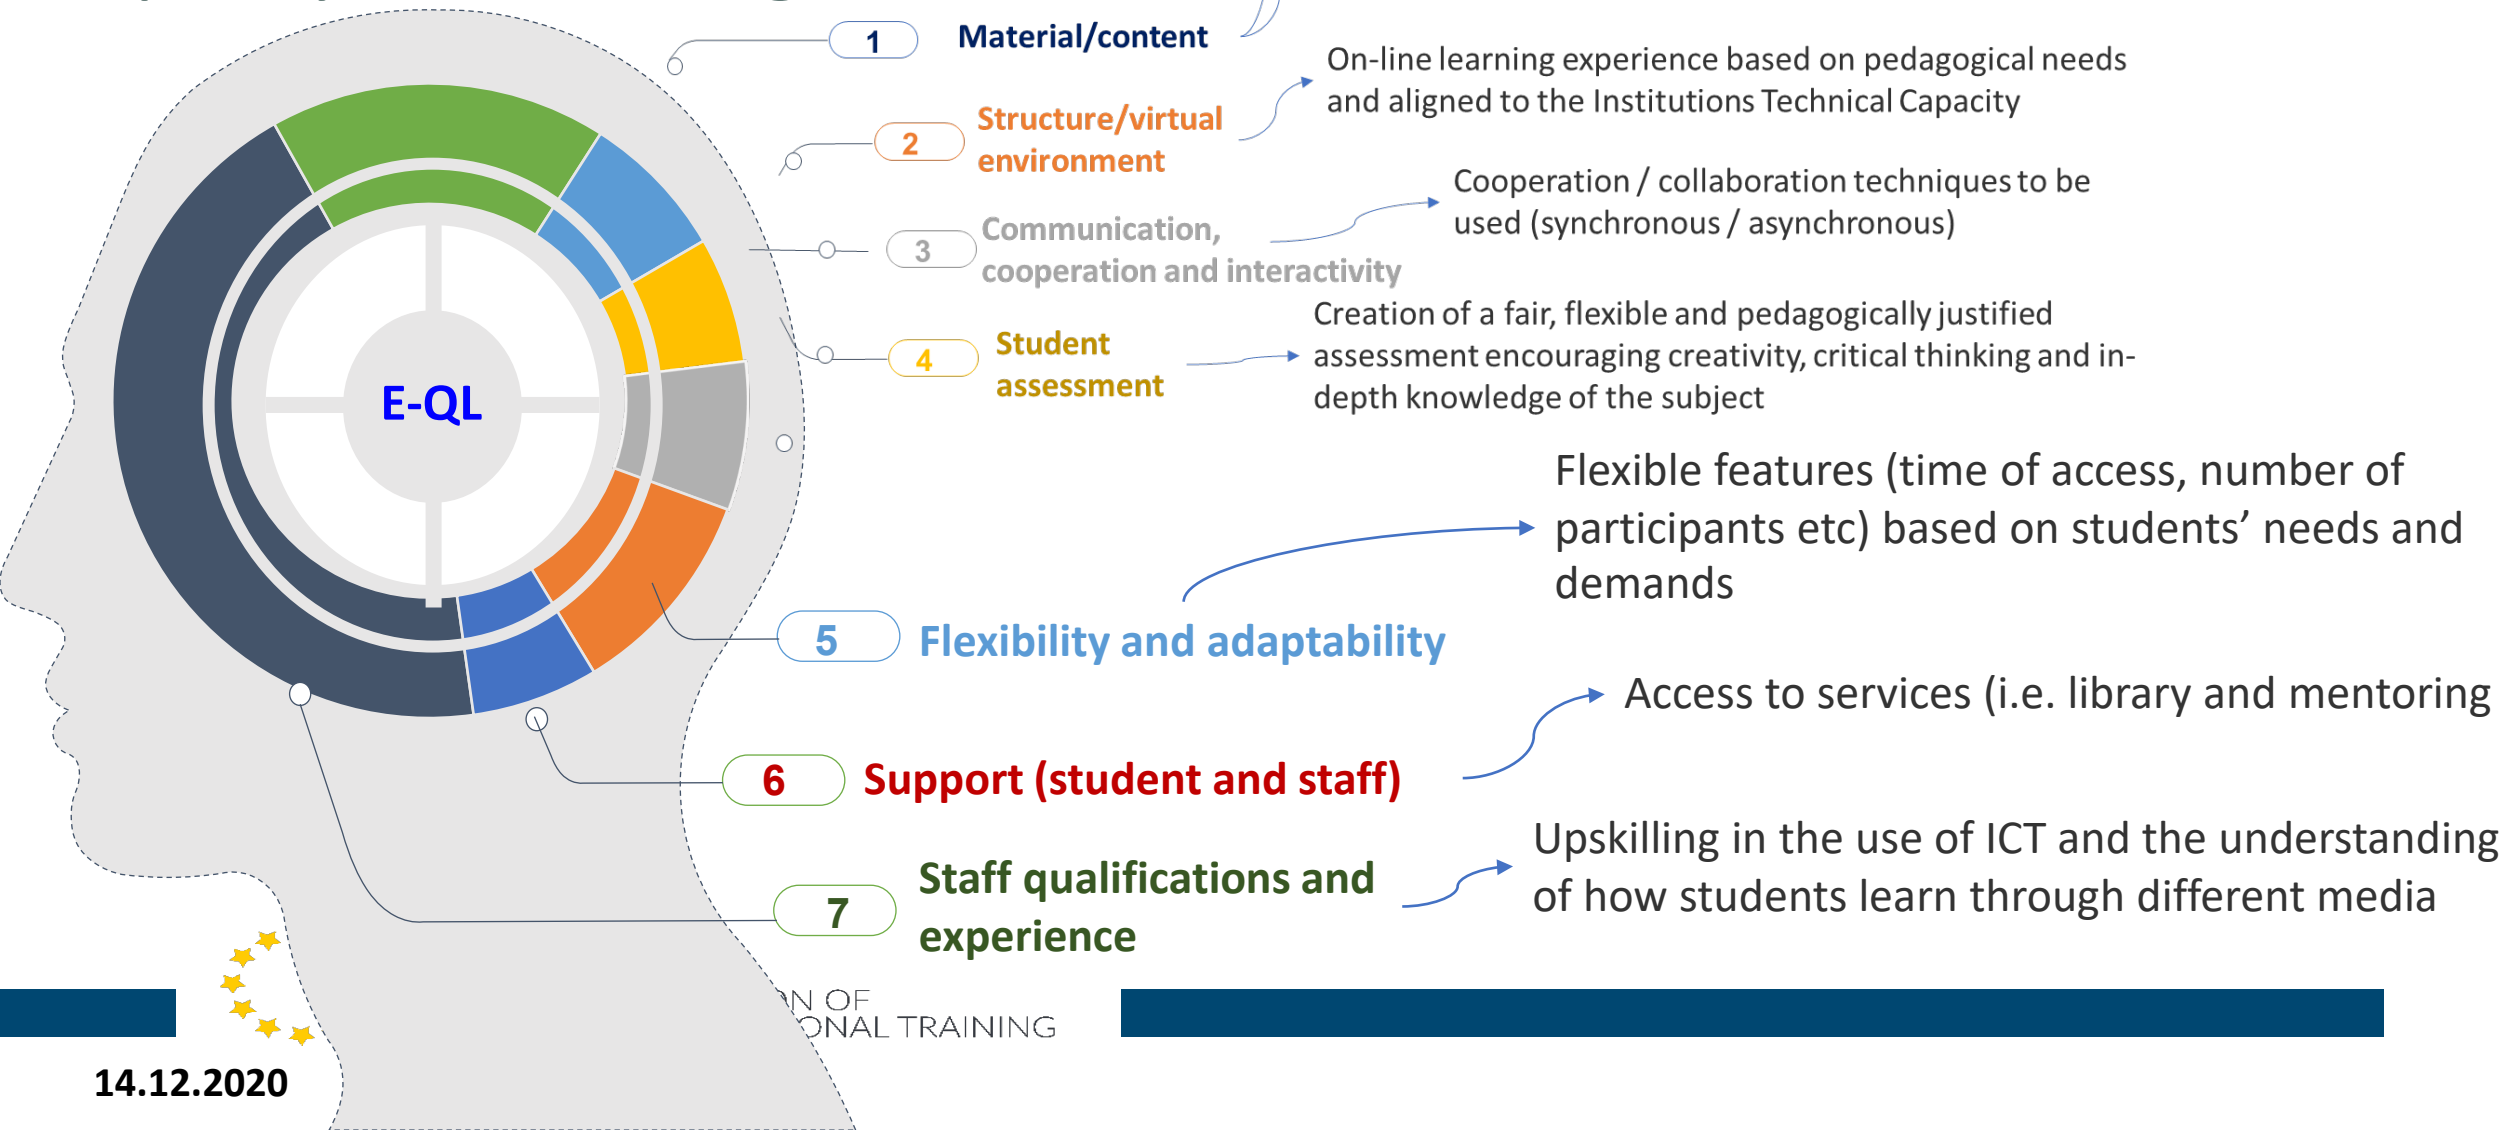 1
Material/content
On-line learning experience based on pedagogical needs
and aligned to the Institutions Technical Capacity
2
Structure/virtual
environment
Cooperation / collaboration techniques to be
used (synchronous / asynchronous)
3
Communication,
cooperation and interactivity
Creation of a fair, flexible and pedagogically justified
assessment encouraging creativity, critical thinking and in-
depth knowledge of the subject
4
Student
assessment
E-QL
Flexible features (time of access, number of
participants etc) based on students’ needs and
demands
5
Flexibility and adaptability
Access to services (i.e. library and mentoring
6
Support (student and staff)
Upskilling in the use of ICT and the understanding
of how students learn through different media
7
Staff qualifications and
experience
OF
TRAINING
14.12.2020